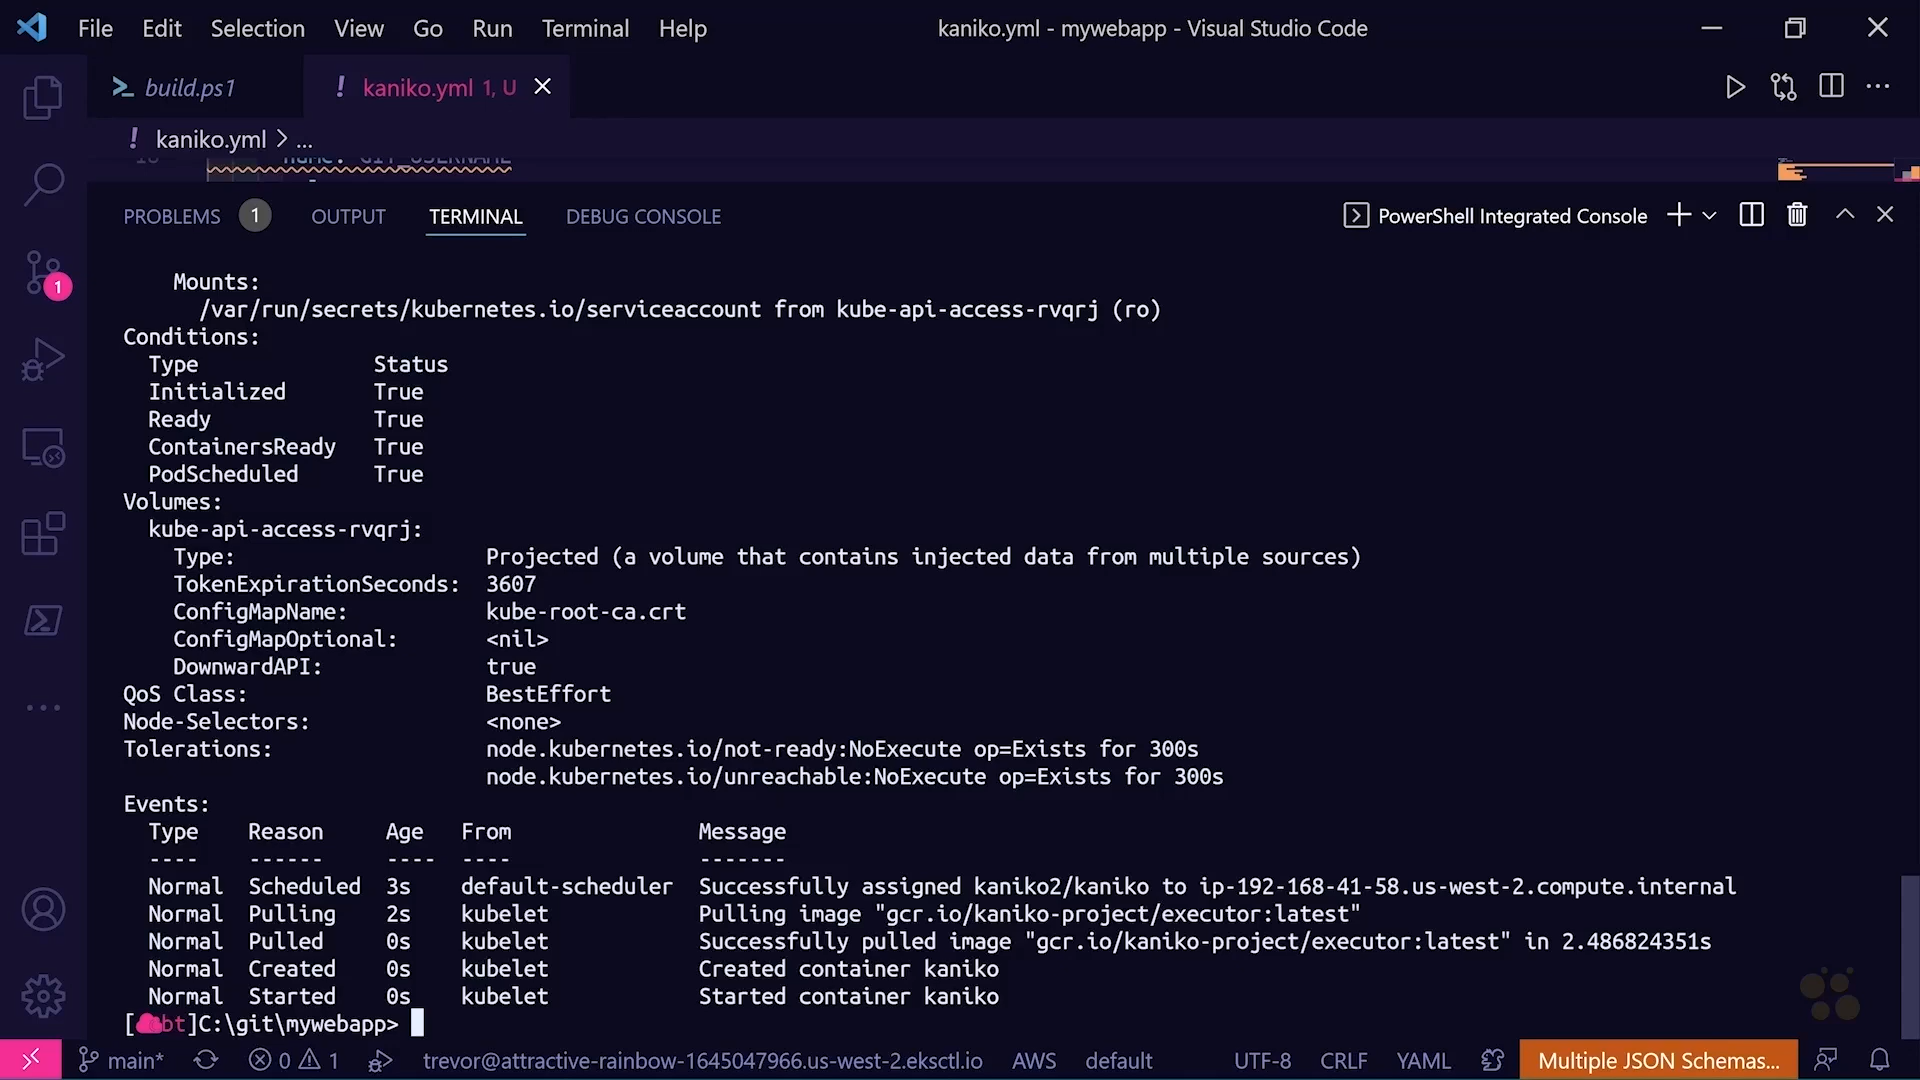 File Edit Selection View Go Run Terminal Help kaniko.yml - mywebapp - Visual Studio Code
build.ps1 ! kaniko.yml 1, U
! kaniko.yml > ...
name: GIT_USERNAME
PROBLEMS 1 OUTPUT TERMINAL DEBUG CONSOLE PowerShell Integrated Console
1
Mounts:
/var/run/secrets/kubernetes.io/serviceaccount from kube-api-access-rvqrj (ro)
Conditions:
Type Status
Initialized True
Ready True
ContainersReady True
PodScheduled True
Volumes:
kube-api-access-rvqrj:
Type: Projected (a volume that contains injected data from multiple sources)
TokenExpirationSeconds: 3607
ConfigMapName: kube-root-ca.crt
ConfigMapOptional: <nil>
DownwardAPI: true
QoS Class: BestEffort
Node-Selectors: <none>
Tolerations: node.kubernetes.io/not-ready:NoExecute op=Exists for 300s
node.kubernetes.io/unreachable:NoExecute op=Exists for 300s
Events:
Type Reason Age From Message
---- ------ ---- ---- -------
Normal Scheduled 3s default-scheduler Successfully assigned kaniko2/kaniko to ip-192-168-41-58.us-west-2.compute.internal
Normal Pulling 2s kubelet Pulling image "gcr.io/kaniko-project/executor:latest"
Normal Pulled 0s kubelet Successfully pulled image "gcr.io/kaniko-project/executor:latest" in 2.486824351s
Normal Created 0s kubelet Created container kaniko
Normal Started 0s kubelet Started container kaniko
[bt]C:\git\mywebapp>
main* 0 1 trevor@attractive-rainbow-1645047966.us-west-2.eksctl.io AWS default UTF-8 CRLF YAML Multiple JSON Schemas...